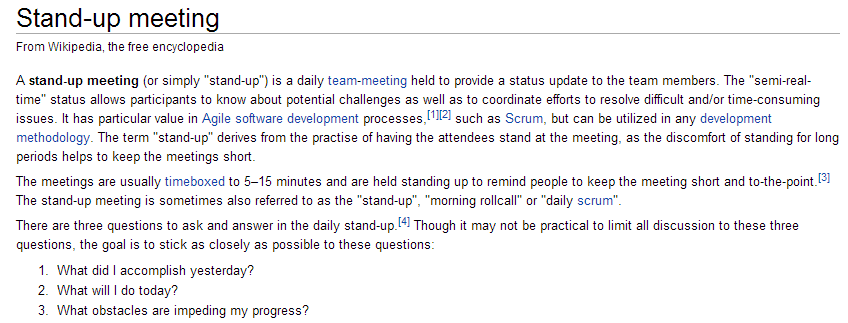 Stand-up meeting
From Wikipedia, the free encyclopedia
A stand-up meeting (or simply "stand-up") is a daily team-meeting held to provide a status update to the team members. The "semi-real-
time" status allows participants to know about potential challenges as well as to coordinate efforts to resolve difficult and/or time-consuming
issues. It has particular value in Agile software development processes,[1][2] such as Scrum, but can be utilized in any development
methodology. The term "stand-up" derives from the practise of having the attendees stand at the meeting, as the discomfort of standing for long
periods helps to keep the meetings short.
The meetings are usually timeboxed to 5–15 minutes and are held standing up to remind people to keep the meeting short and to-the-point.[3]
The stand-up meeting is sometimes also referred to as the "stand-up", "morning rollcall" or "daily scrum".
There are three questions to ask and answer in the daily stand-up.[4] Though it may not be practical to limit all discussion to these three
questions, the goal is to stick as closely as possible to these questions:
1. What did I accomplish yesterday?
2. What will I do today?
3. What obstacles are impeding my progress?